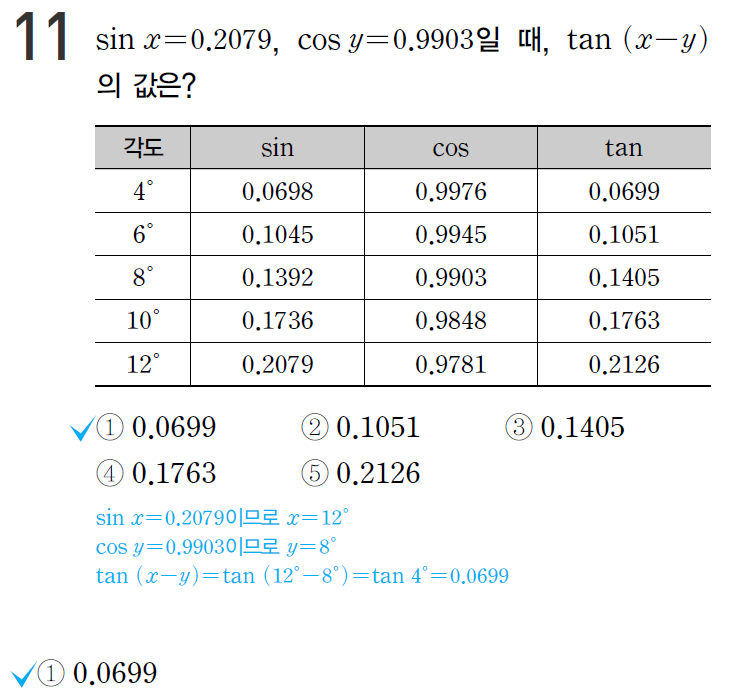 11 sin x=0.2079, cos y=0.9903일 때, tan (x-y)
의 값은?
각도 sin cos tan
4° 0.0698 0.9976 0.0699
6° 0.1045 0.9945 0.1051
8° 0.1392 0.9903 0.1405
10° 0.1736 0.9848 0.1763
12° 0.2079 0.9781 0.2126
① 0.0699 ② 0.1051 ③ 0.1405
④ 0.1763 ⑤ 0.2126
sin x=0.2079이므로 x=12°
cos y=0.9903이므로 y=8°
tan (x-y)=tan (12°-8°)=tan 4°=0.0699
① 0.0699